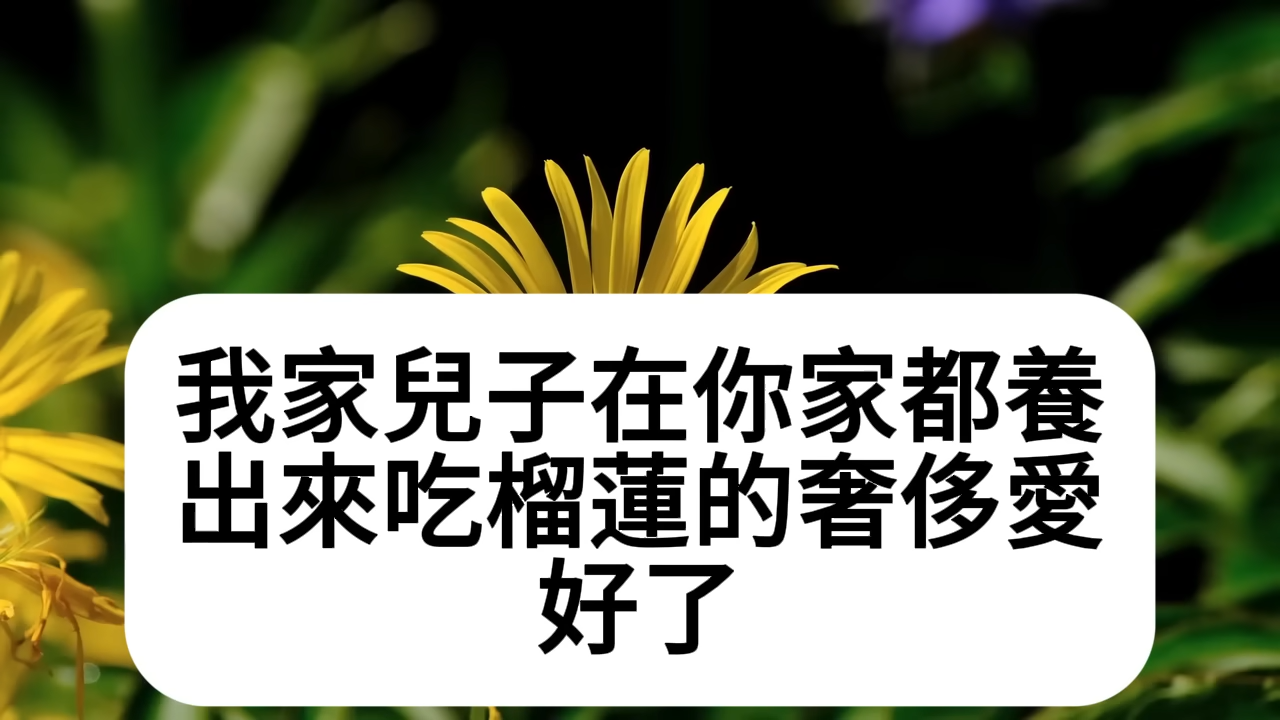 我家兒子在你家都養
出來吃榴蓮的奢侈愛
好了